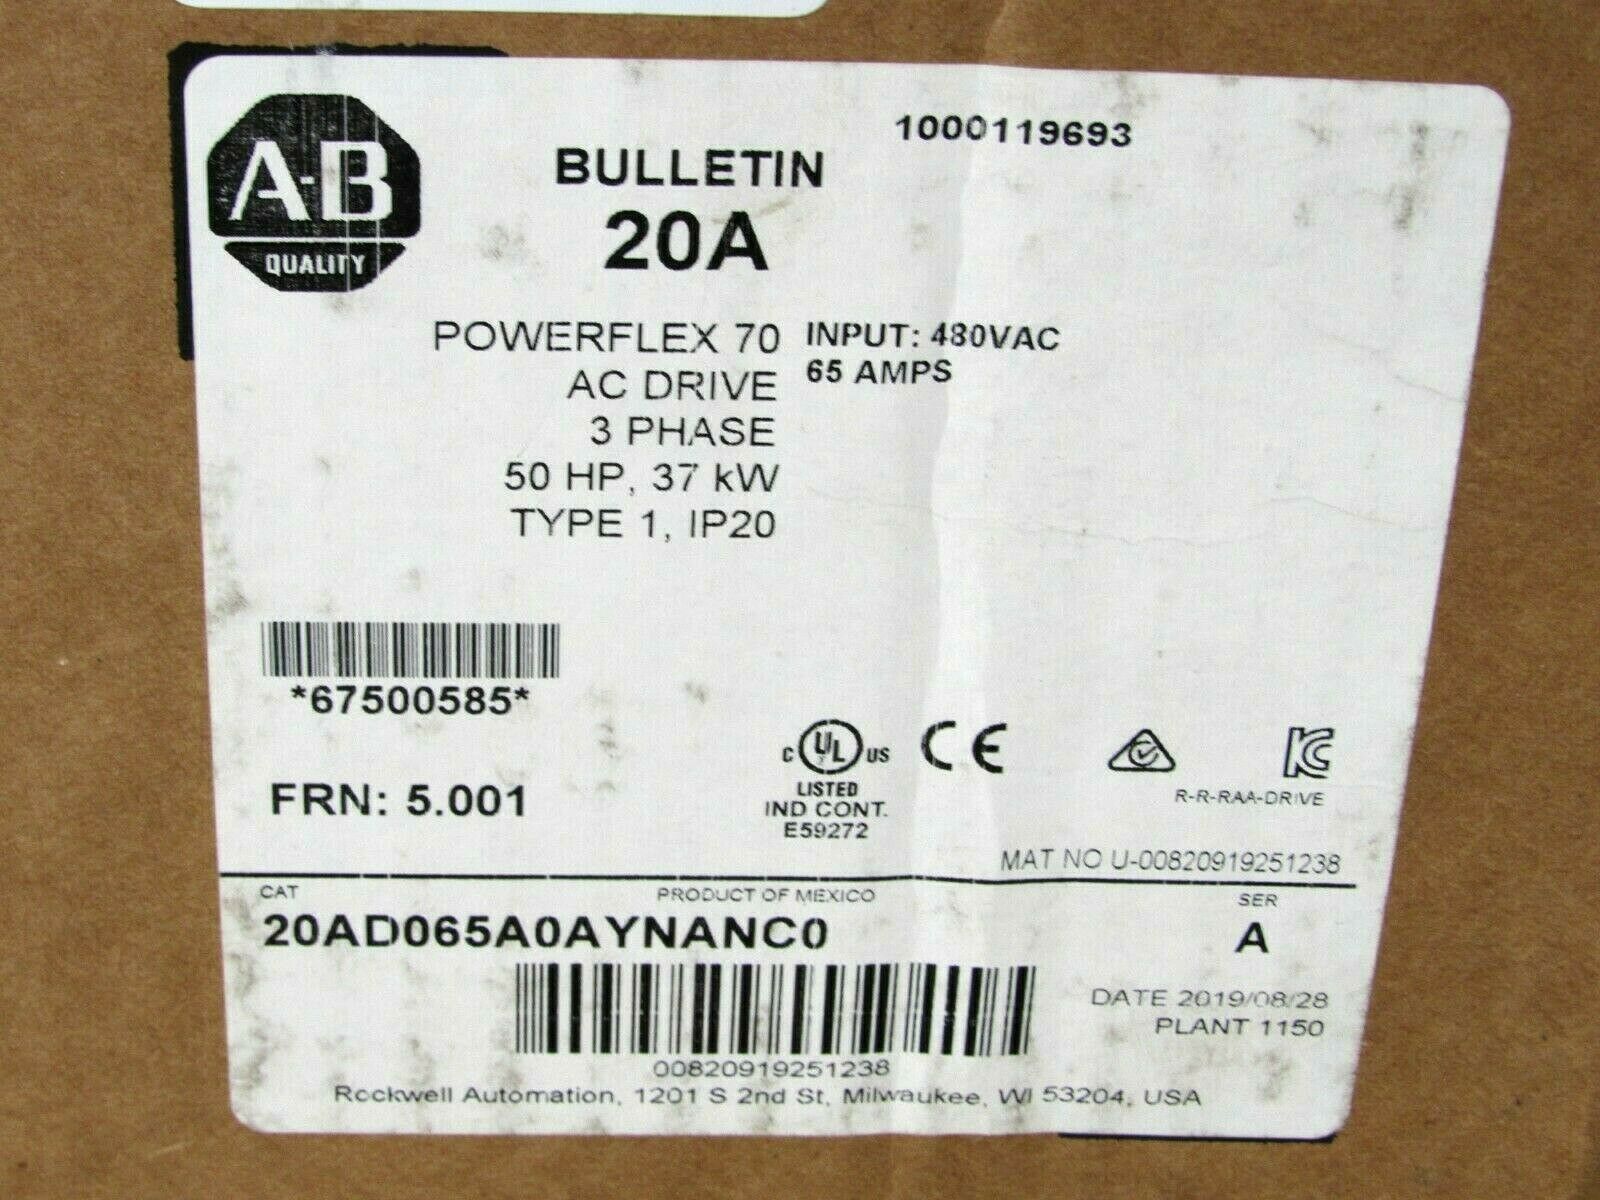 1000119693
A-B
QUALITY
BULLETIN
20A
POWERFLEX 70
AC DRIVE
3 PHASE
50 HP, 37 kW
TYPE 1, IP20
INPUT: 480VAC
65 AMPS
*67500585*
FRN: 5.001
C UL US
LISTED
IND CONT.
E59272
CE
KC
R-R-RAA-DRIVE
MAT NO U-00820919251238
CAT
PRODUCT OF MEXICO
SER
20AD065A0AYNANC0
A
DATE 2019/08/28
PLANT 1150
00820919251238
Rockwell Automation, 1201 S 2nd St, Milwaukee, WI 53204, USA